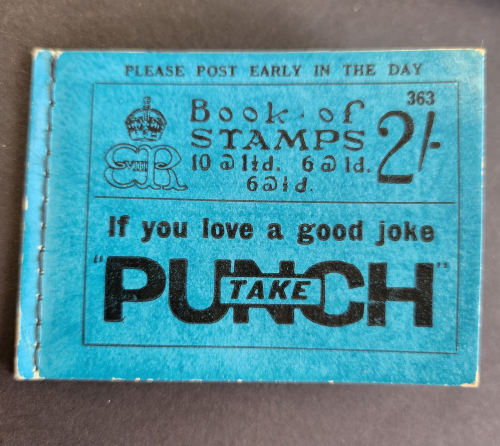 PLEASE POST EARLY IN THE DAY
363
EVIIIR
Book of
STAMPS
2/-
10 @ 1½d. 6 @ 1d.
6 @ ½d.
If you love a good joke
"PUNCH"
TAKE